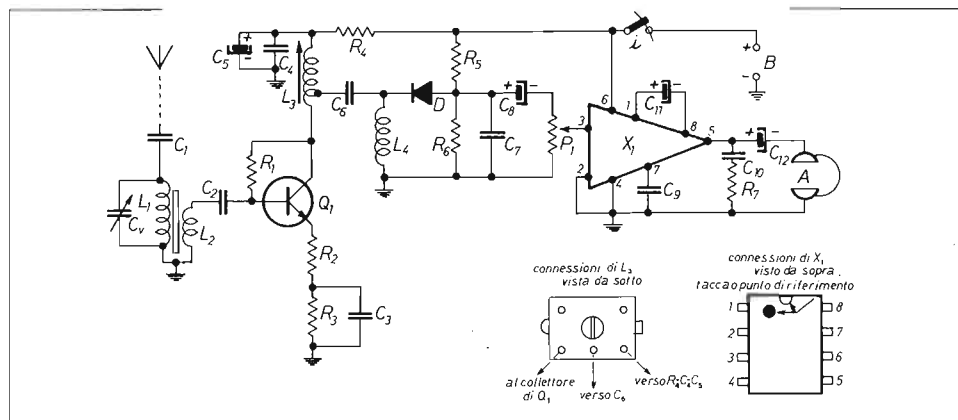 C5
+
-
C4
L3
R4
R5
i
+
B
-
C1
L1
Cv
L2
C2
R1
Q1
R2
R3
C3
C6
L4
D
R6
+ -
C8
C7
P1
3
2
6
1
+ -
C11
8
5
X1
7
4
C9
+ -
C10
C12
R7
A
connessioni di L3
vista da sotto
al collettore
di Q1
verso C6
verso R4-C4-C5
connessioni di X1
visto da sopra
tacca o punto di riferimento
1
2
3
4
8
7
6
5